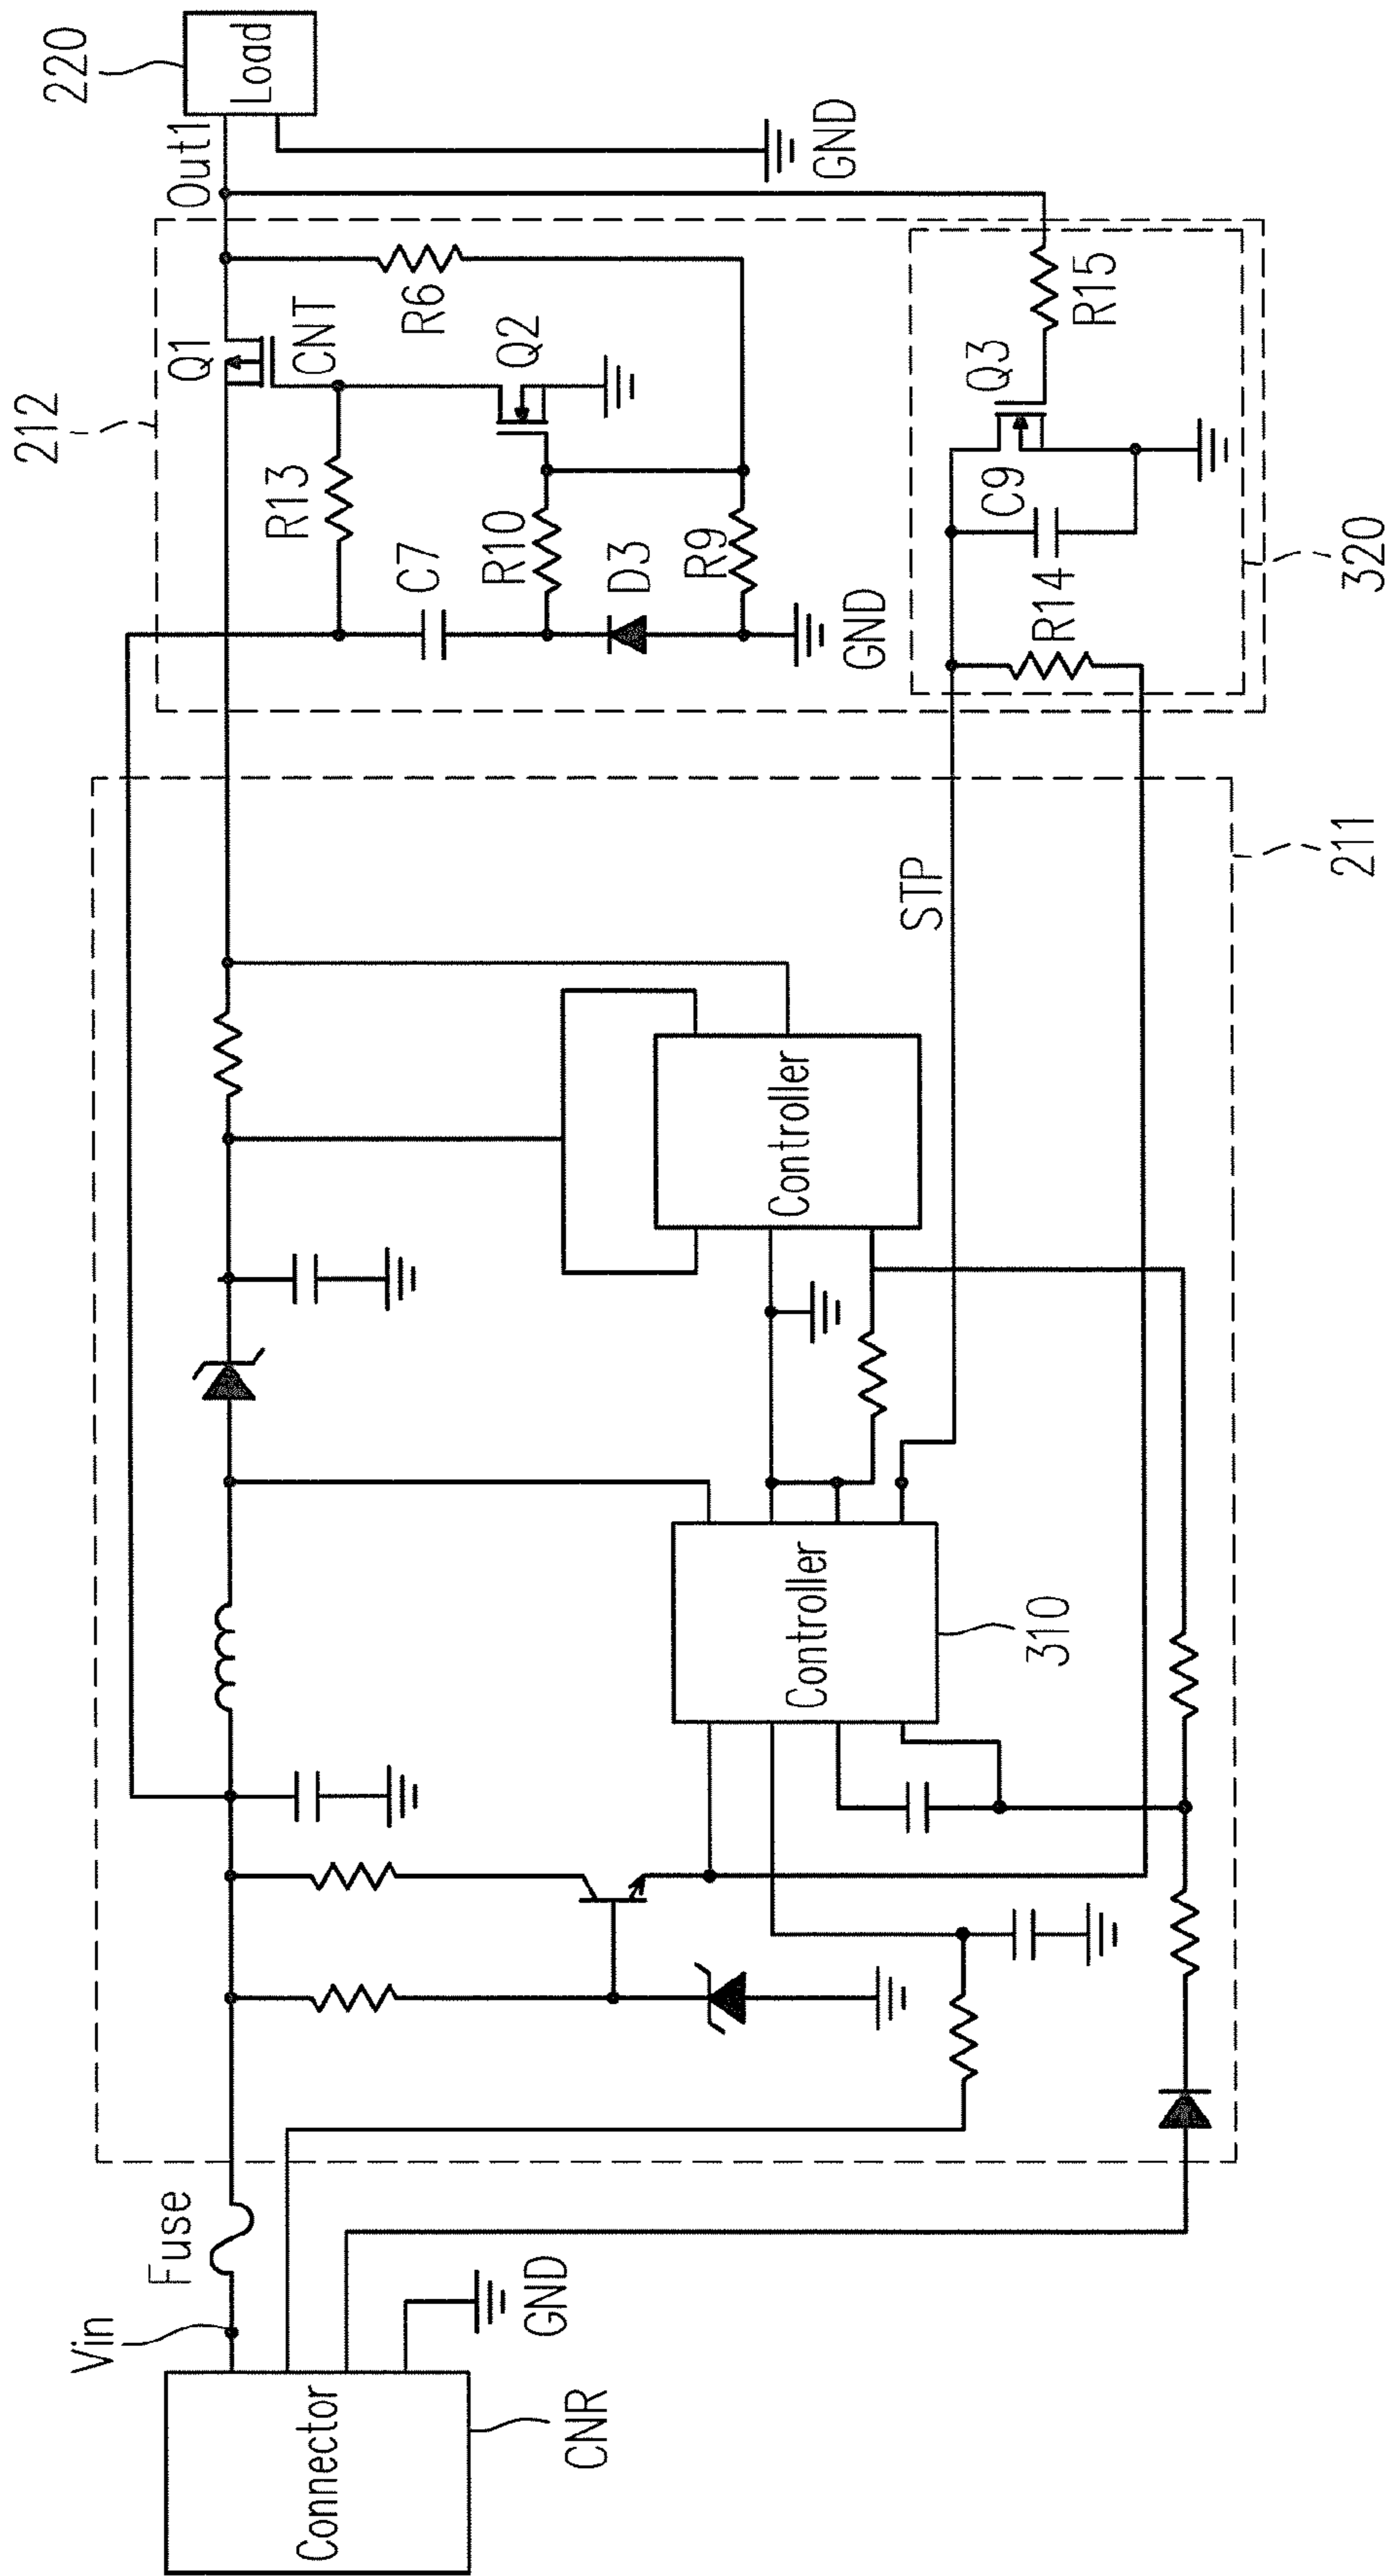 212
220
Load
Out1
Q1
CNT
R13
R6
Q2
C7
R10
D3
R9
GND
GND
Q3
C9
R15
R14
320
STP
211
Controller
Controller
310
Vin
Fuse
Connector
GND
CNR